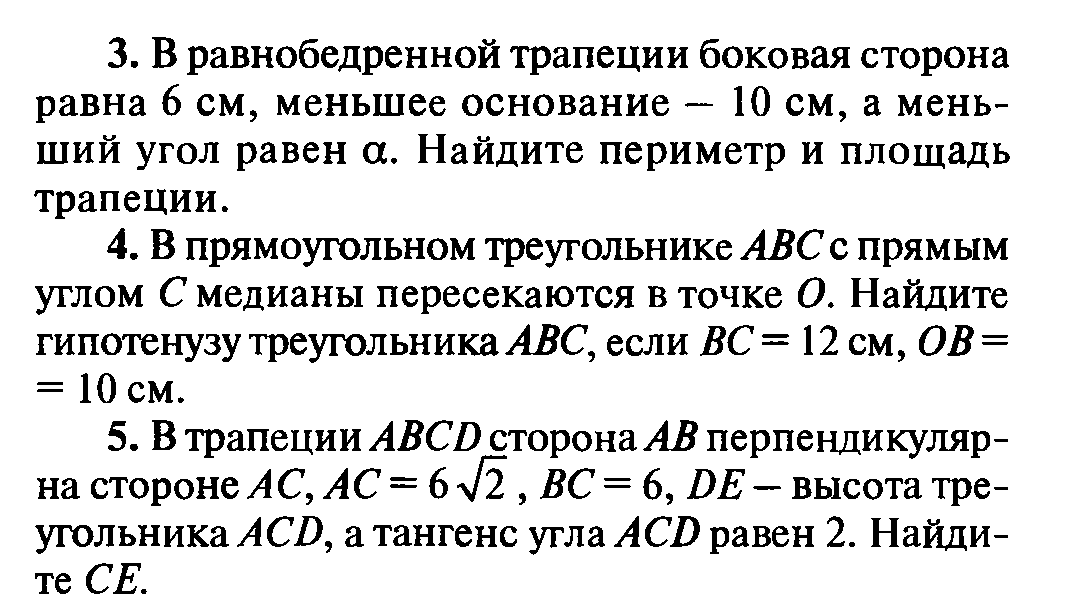 3. В равнобедренной трапеции боковая сторона
равна 6 см, меньшее основание — 10 см, а мень-
ший угол равен α. Найдите периметр и площадь
трапеции.
4. В прямоугольном треугольнике ABC с прямым
углом C медианы пересекаются в точке O. Найдите
гипотенузу треугольника ABC, если BC = 12 см, OB =
= 10 см.
5. В трапеции ABCD сторона AB перпендикуляр-
на стороне AC, AC = 6√2 , BC = 6, DE — высота тре-
угольника ACD, а тангенс угла ACD равен 2. Найди-
те CE.